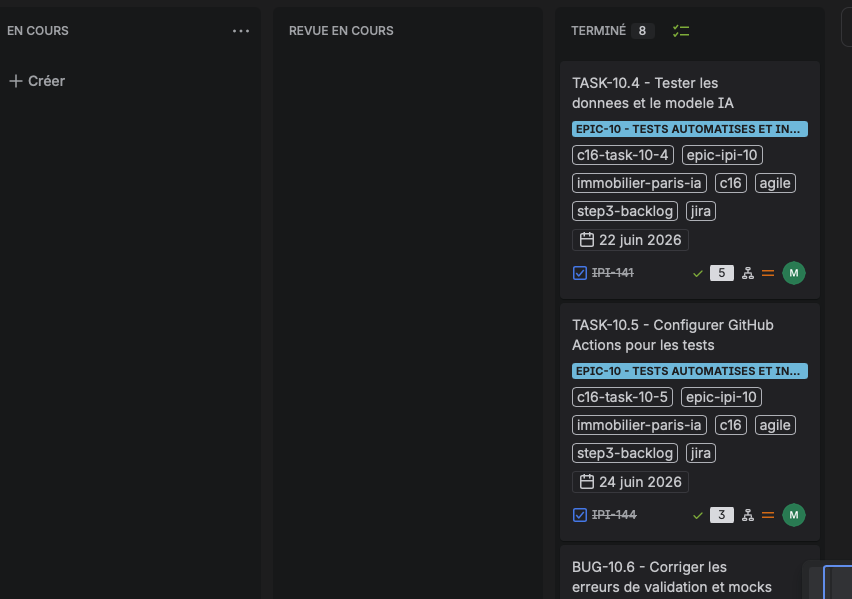 EN COURS
Créer
REVUE EN COURS
TERMINÉ 8
TASK-10.4 - Tester les
donnees et le modele IA
EPIC-10 - TESTS AUTOMATISES ET IN...
c16-task-10-4 epic-ipi-10
immobilier-paris-ia c16 agile
step3-backlog jira
22 juin 2026
IPI-141 5 M
TASK-10.5 - Configurer GitHub
Actions pour les tests
EPIC-10 - TESTS AUTOMATISES ET IN...
c16-task-10-5 epic-ipi-10
immobilier-paris-ia c16 agile
step3-backlog jira
24 juin 2026
IPI-144 3 M
BUG-10.6 - Corriger les
erreurs de validation et mocks